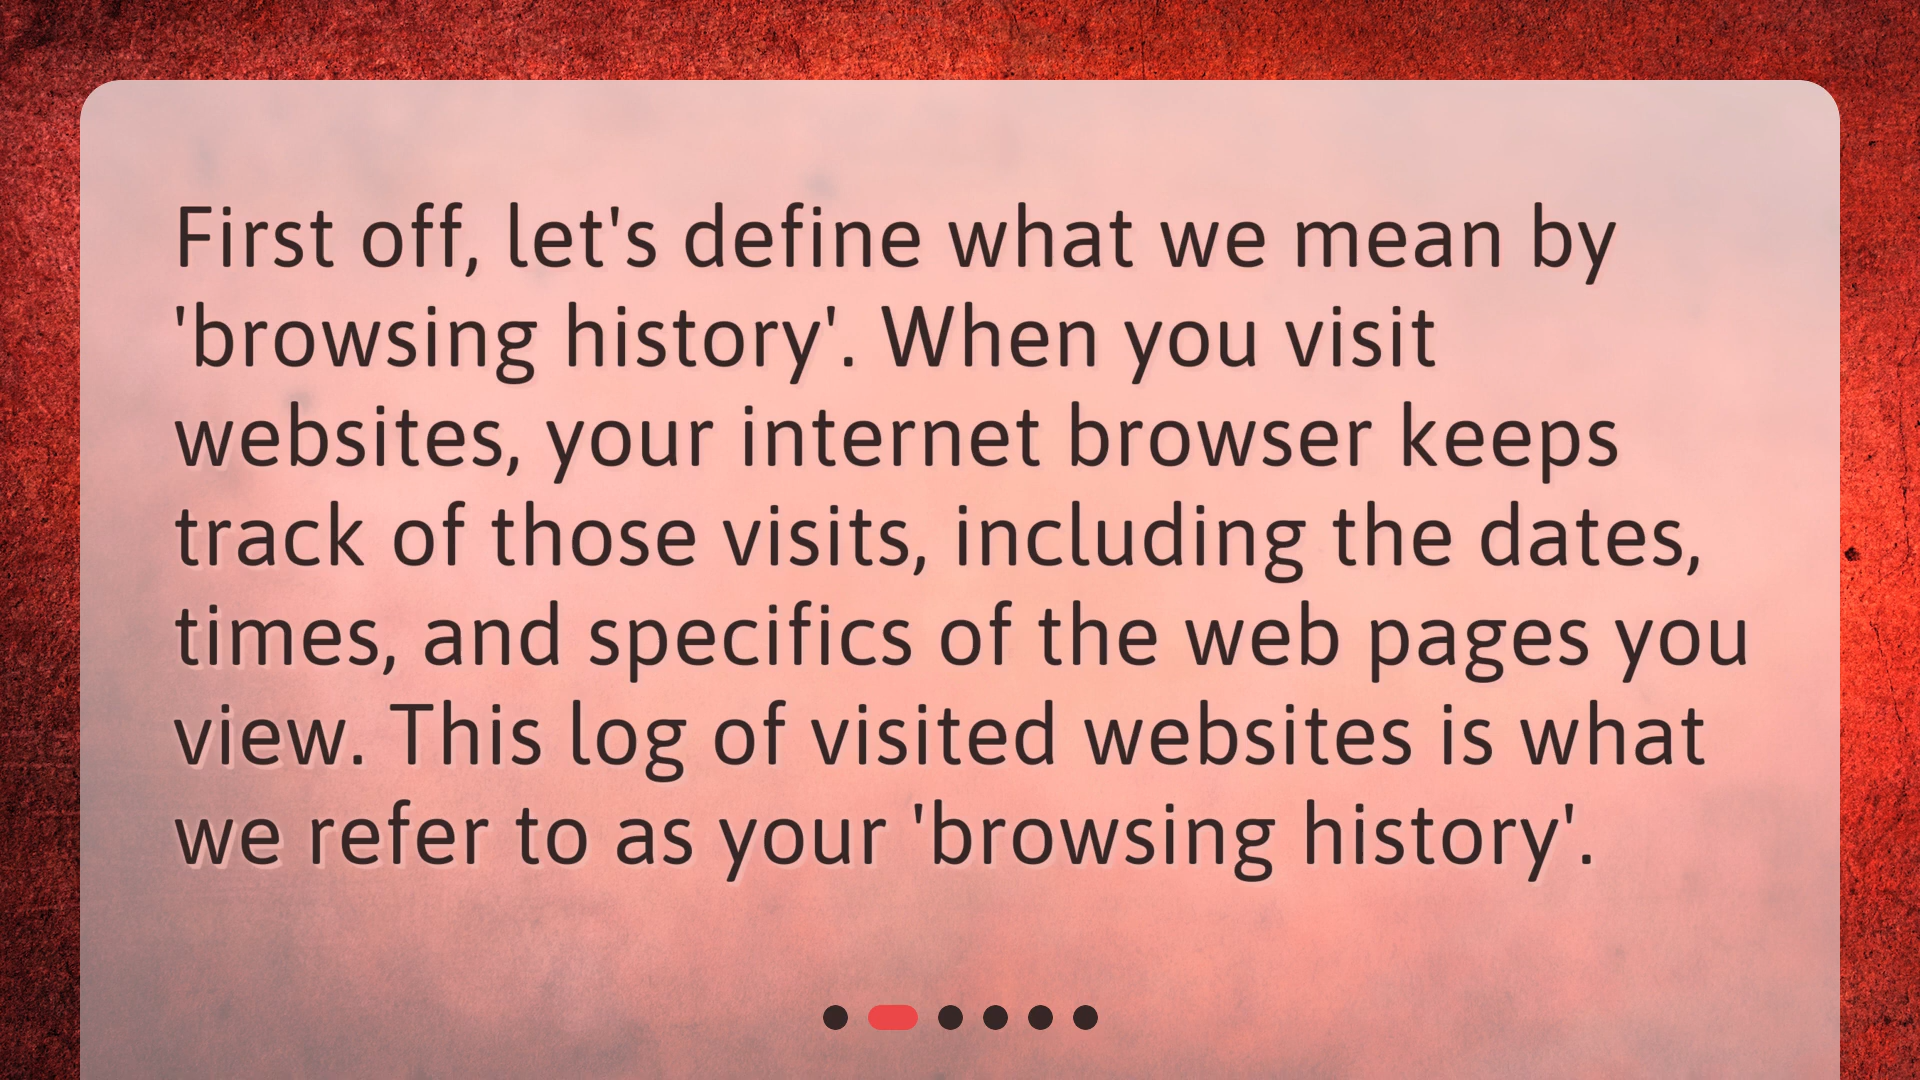 First off, let's define what we mean by
'browsing history'. When you visit
websites, your internet browser keeps
track of those visits, including the dates,
times, and specifics of the web pages you
view. This log of visited websites is what
we refer to as your 'browsing history'.